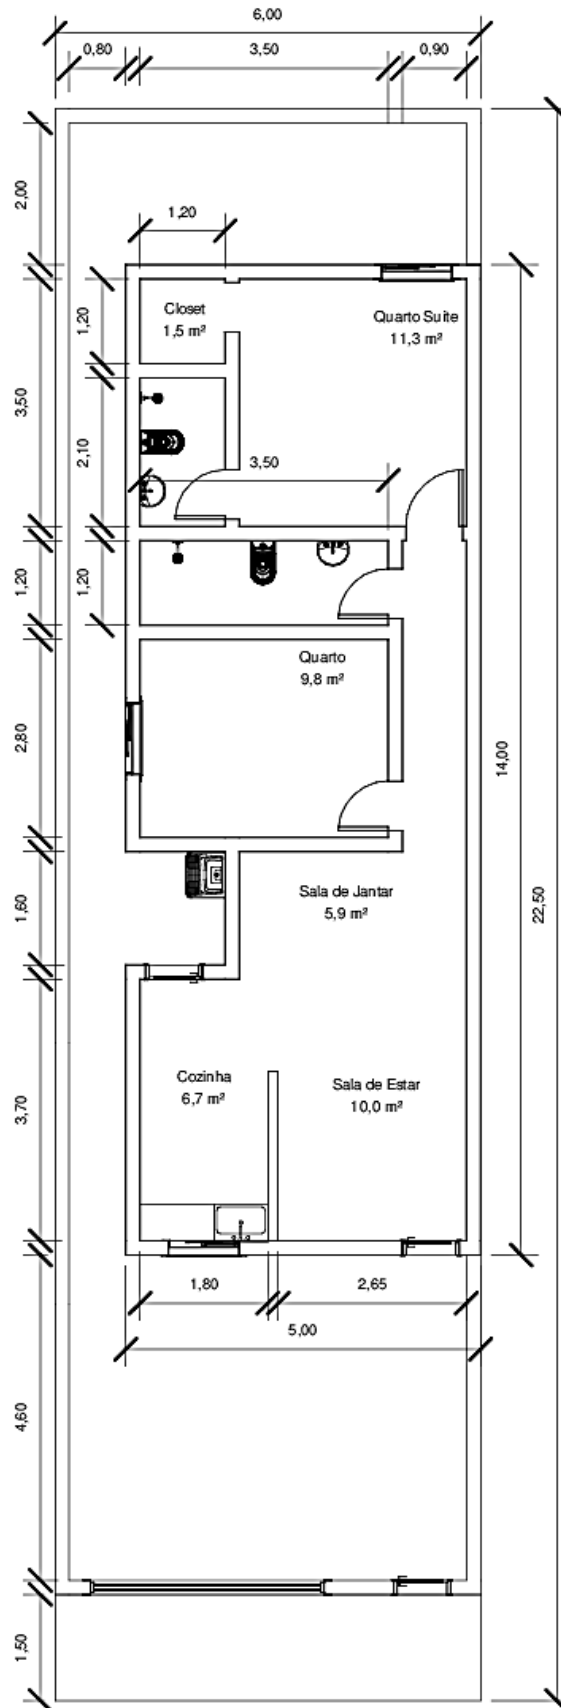 6,00
0,80
3,50
0,90
2,00
1,20
Closet
1,5 m²
Quarto Suite
11,3 m²
1,20
3,50
2,10
3,50
1,20
1,20
Quarto
9,8 m²
2,80
14,00
Sala de Jantar
5,9 m²
1,60
22,50
Cozinha
6,7 m²
Sala de Estar
10,0 m²
3,70
1,80
2,65
5,00
4,60
1,50